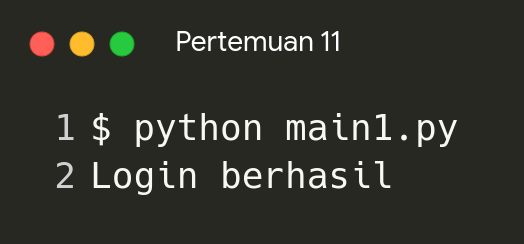 Pertemuan 11
1 $ python main1.py
2 Login berhasil